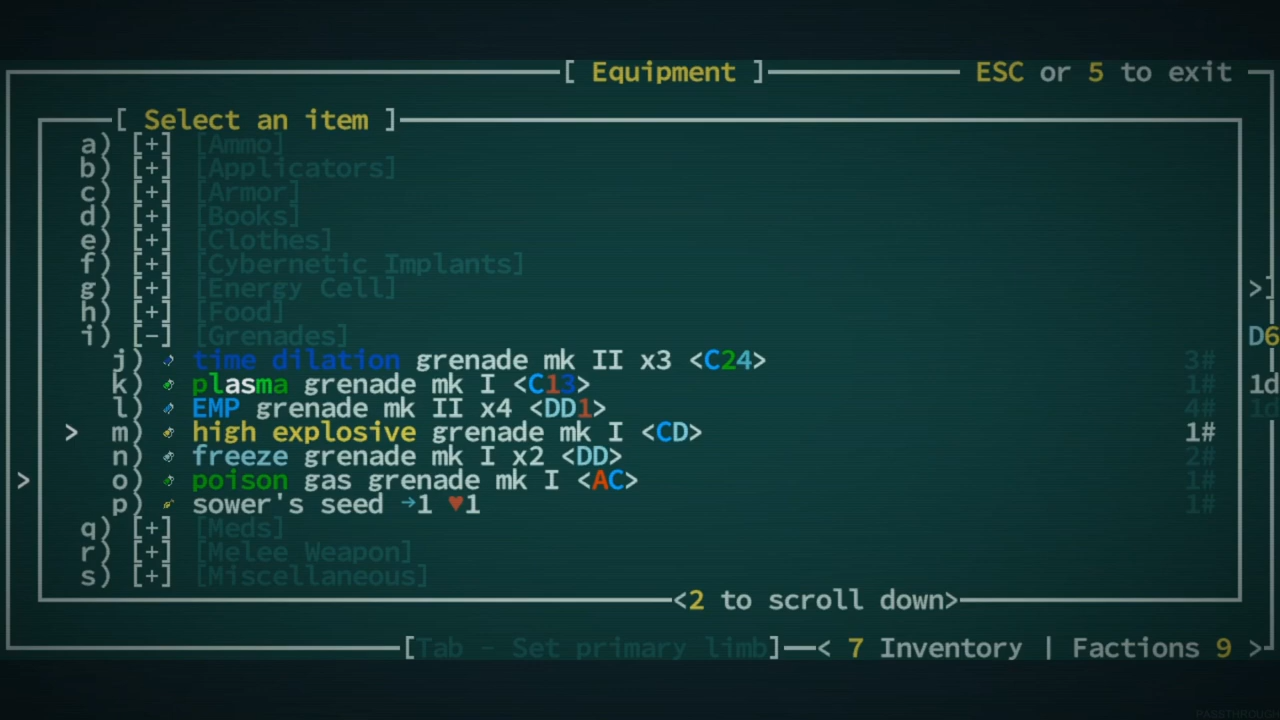 [ Equipment ] ESC or 5 to exit
[ Select an item ]
a) [+] [Ammo]
b) [+] [Applicators]
c) [+] [Armor]
d) [+] [Books]
e) [+] [Clothes]
f) [+] [Cybernetic Implants]
g) [+] [Energy Cell]
h) [+] [Food]
i) [-] [Grenades]
j) time dilation grenade mk II x3 <C24> 3#
k) plasma grenade mk I <C13> 1#
l) EMP grenade mk II x4 <DD1> 4#
> m) high explosive grenade mk I <CD> 1#
n) freeze grenade mk I x2 <DD> 2#
> o) poison gas grenade mk I <AC> 1#
p) sower's seed →1 ♥1 1#
q) [+] [Meds]
r) [+] [Melee Weapon]
s) [+] [Miscellaneous]
<2 to scroll down>
[Tab - Set primary limb] < 7 Inventory | Factions 9 >
>]
D6
1d
1d